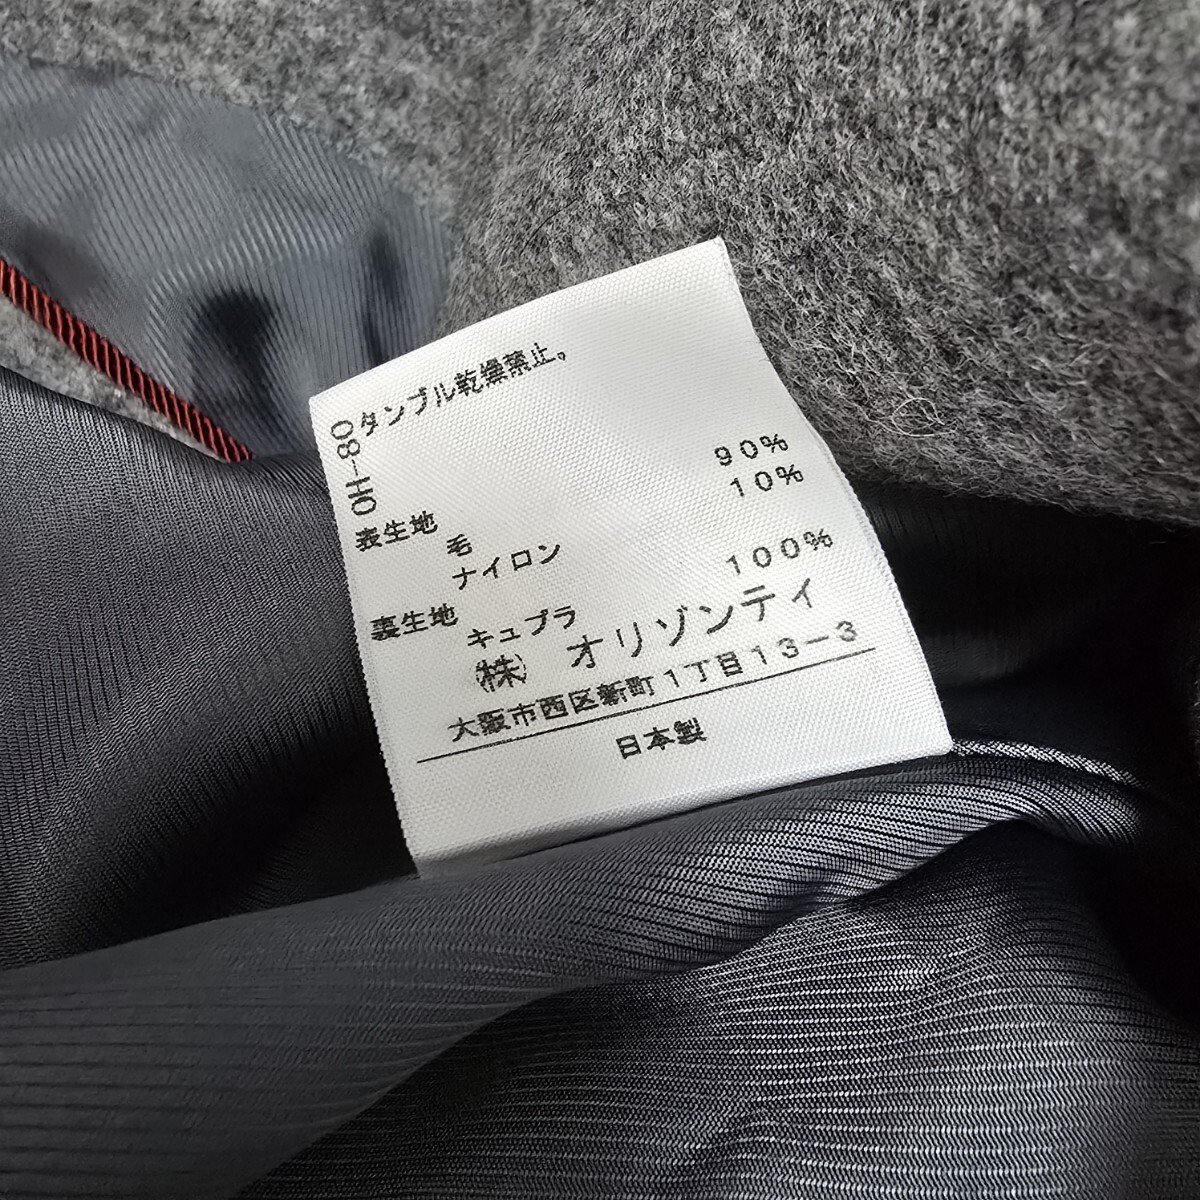 タンブル乾燥禁止。
08-HO
表生地
毛 90%
ナイロン 10%
裏生地
キュプラ 100%
(株) オリゾンティ
大阪市西区新町1丁目13-3
日本製